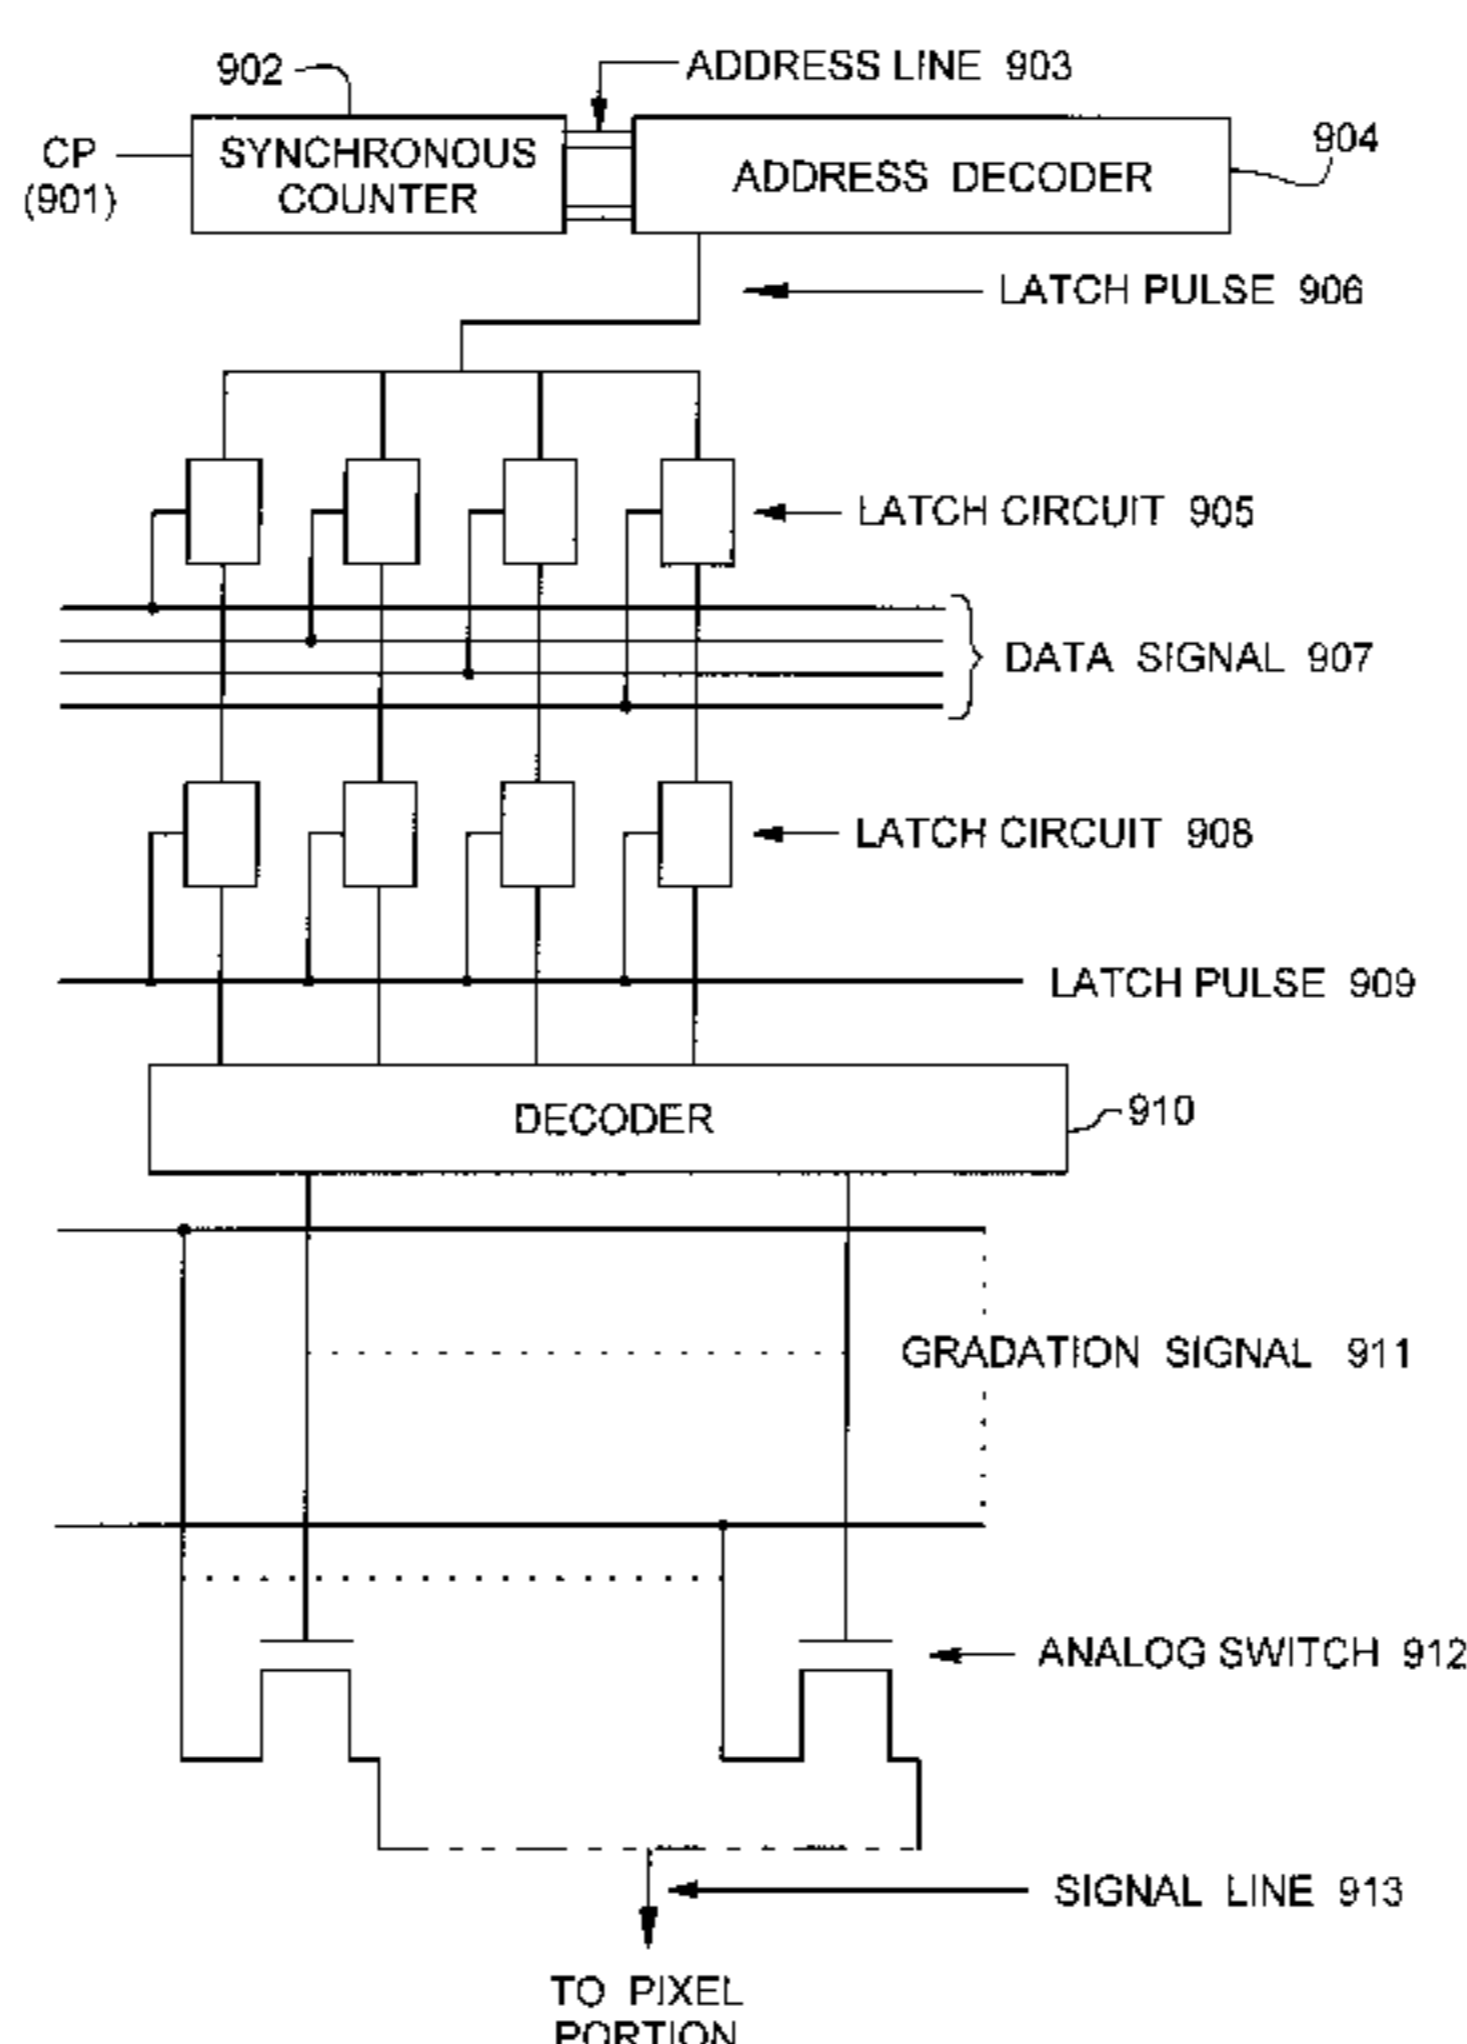 902
ADDRESS LINE 903
CP
(901)
SYNCHRONOUS
COUNTER
ADDRESS DECODER
904
LATCH PULSE 906
LATCH CIRCUIT 905
DATA SIGNAL 907
LATCH CIRCUIT 908
LATCH PULSE 909
DECODER
910
GRADATION SIGNAL 911
ANALOG SWITCH 912
SIGNAL LINE 913
TO PIXEL
PORTION